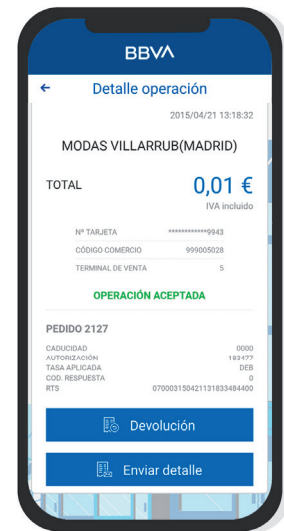 BBVA
Detalle operación
2015/04/21 13:18:32
MODAS VILLARRUB(MADRID)
TOTAL 0,01 €
IVA incluido
Nº TARJETA ************9943
CÓDIGO COMERCIO 999005028
TERMINAL DE VENTA 5
OPERACIÓN ACEPTADA
PEDIDO 2127
CADUCIDAD 0000
AUTORIZACIÓN 193477
TASA APLICADA DEB
COD. RESPUESTA 0
RTS 070003150421131833484400
Devolución
Enviar detalle